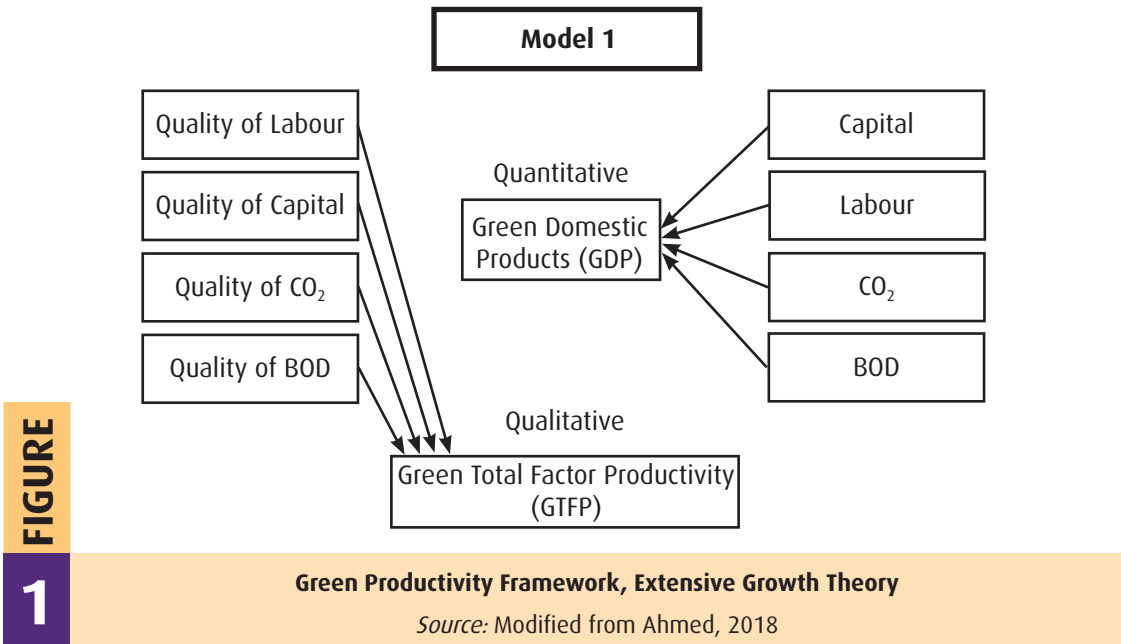 Model 1
Quality of Labour
Quality of Capital
Quality of CO₂
Quality of BOD
Quantitative
Green Domestic
Products (GDP)
Capital
Labour
CO₂
BOD
Qualitative
Green Total Factor Productivity
(GTFP)
FIGURE
1
Green Productivity Framework, Extensive Growth Theory
Source: Modified from Ahmed, 2018